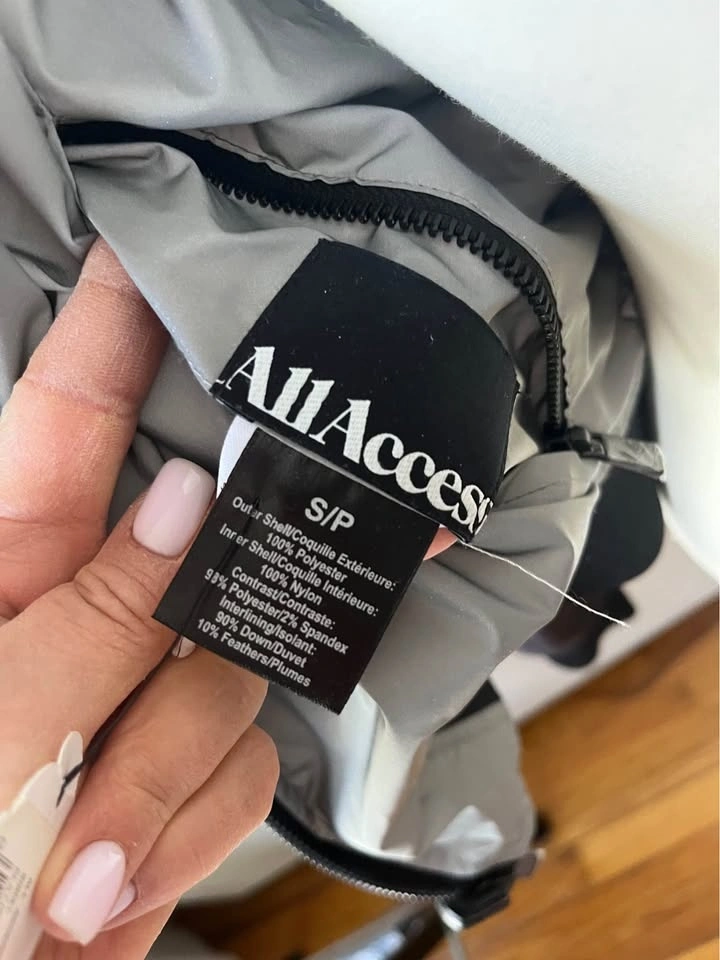 AllAccess
S/P
Outer Shell/Coquille Extérieure:
100% Polyester
Inner Shell/Coquille Intérieure:
100% Nylon
Contrast/Contraste:
98% Polyester/2% Spandex
Interlining/Isolant:
90% Down/Duvet
10% Feathers/Plumes